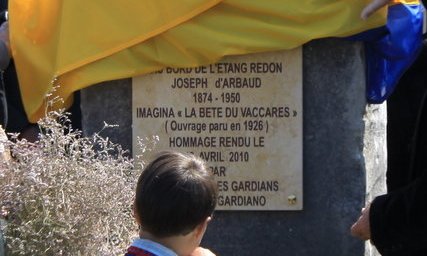 BORD DE L'ETANG REDON
JOSEPH d'ARBAUD
1874 - 1950
IMAGINA « LA BETE DU VACCARES »
( Ouvrage paru en 1926 )
HOMMAGE RENDU LE
AVRIL 2010
PAR
ES GARDIANS
GARDIANO